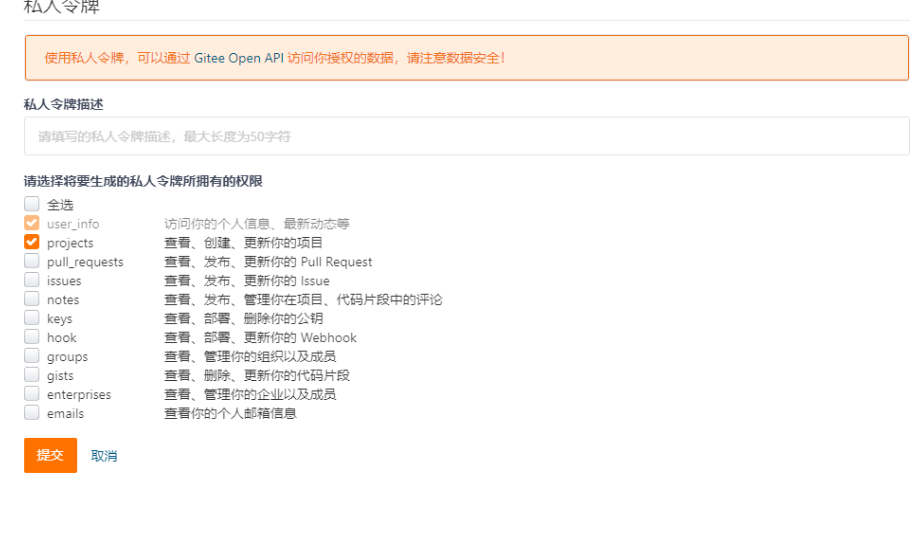 私人令牌
使用私人令牌，可以通过 Gitee Open API 访问你授权的数据，请注意数据安全！
私人令牌描述
请填写的私人令牌描述，最大长度为50字符
请选择将要生成的私人令牌所拥有的权限
全选
user_info 访问你的个人信息、最新动态等
projects 查看、创建、更新你的项目
pull_requests 查看、发布、更新你的 Pull Request
issues 查看、发布、更新你的 Issue
notes 查看、发布、管理你在项目、代码片段中的评论
keys 查看、部署、删除你的公钥
hook 查看、部署、更新你的 Webhook
groups 查看、管理你的组织以及成员
gists 查看、删除、更新你的代码片段
enterprises 查看、管理你的企业以及成员
emails 查看你的个人邮箱信息
提交 取消